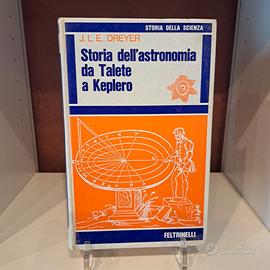 STORIA DELLA SCIENZA
J. L. E. DREYER
Storia dell'astronomia
da Talete
a Keplero
FELTRINELLI